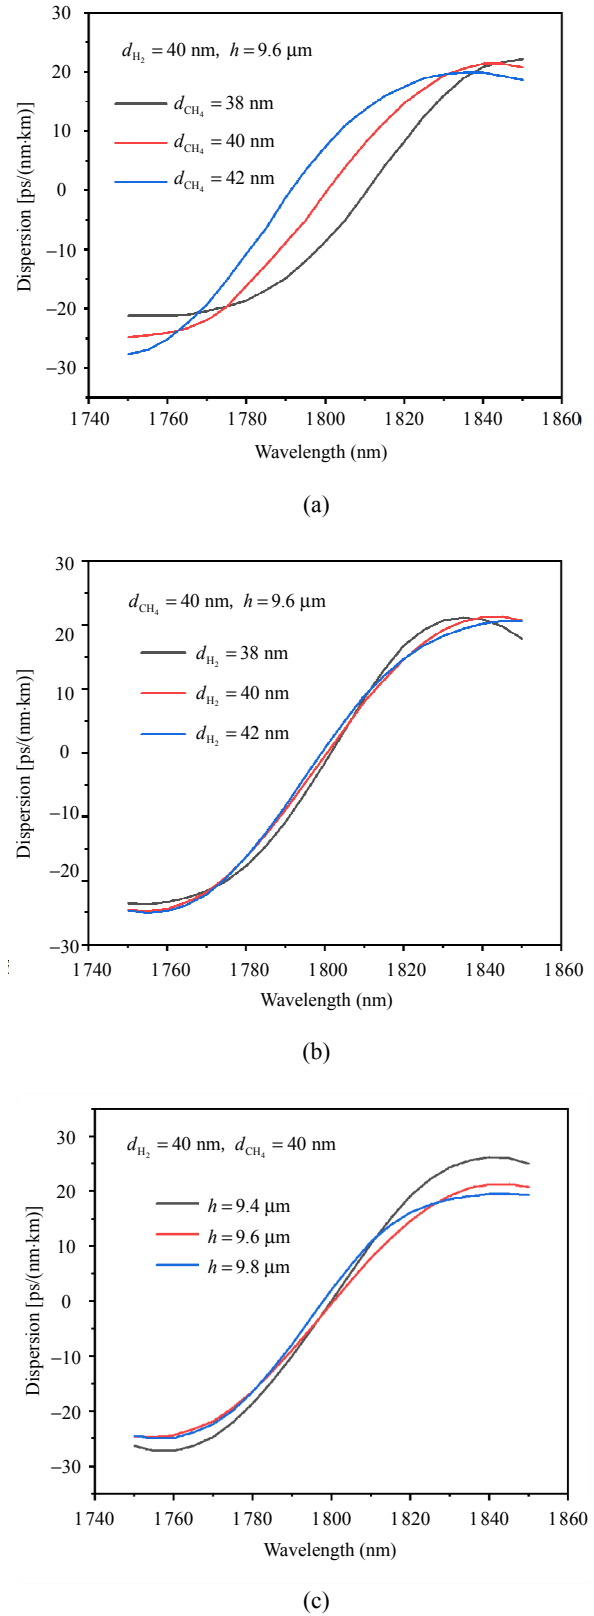 30
20
10
0
−10
−20
−30
Dispersion [ps/(nm·km)]
d_H₂ = 40 nm, h = 9.6 μm
d_CH₄ = 38 nm
d_CH₄ = 40 nm
d_CH₄ = 42 nm
1 740 1 760 1 780 1 800 1 820 1 840 1 860
Wavelength (nm)
(a)
30
20
10
0
−10
−20
−30
Dispersion [ps/(nm·km)]
d_CH₄ = 40 nm, h = 9.6 μm
d_H₂ = 38 nm
d_H₂ = 40 nm
d_H₂ = 42 nm
1 740 1 760 1 780 1 800 1 820 1 840 1 860
Wavelength (nm)
(b)
30
20
10
0
−10
−20
−30
Dispersion [ps/(nm·km)]
d_H₂ = 40 nm, d_CH₄ = 40 nm
h = 9.4 μm
h = 9.6 μm
h = 9.8 μm
1 740 1 760 1 780 1 800 1 820 1 840 1 860
Wavelength (nm)
(c)